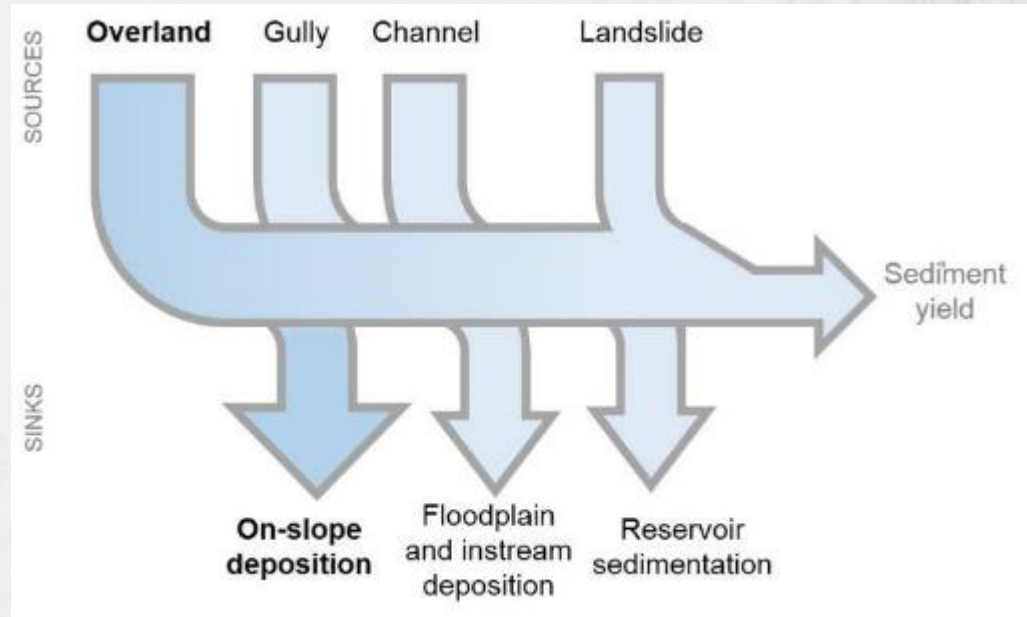 SOURCES
Overland
Gully
Channel
Landslide
Sediment
yield
SINKS
On-slope
deposition
Floodplain
and instream
deposition
Reservoir
sedimentation